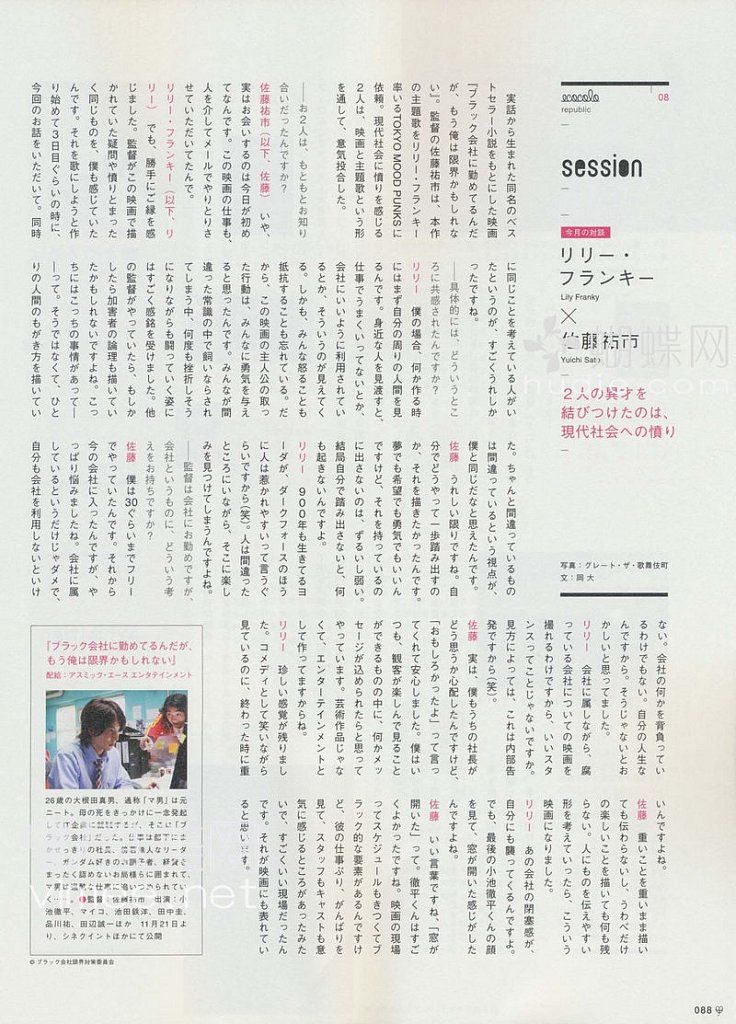 republic
08
session
今月の対談
リリー・
フランキー
Lily Franky
×
佐藤祐市
Yuichi Sato
2人の異才を
結びつけたのは、
現代社会への憤り
写真：グレート・ザ・歌舞伎町
文：岡 大
実話から生まれた同名のベス
トセラー小説をもとにした映画
『ブラック会社に勤めてるんだ
が、もう俺は限界かもしれな
い』。監督の佐藤祐市は、本作
の主題歌をリリー・フランキー
率いるTOKYO MOOD PUNKSに
依頼。現代社会に憤りを感じる
2人は、映画と主題歌という形
を通して、意気投合した。
――お2人は、もともとお知り
合いだったんですか？
佐藤祐市（以下、佐藤） いや、
実はお会いするのは今日が初め
てなんです。この映画の仕事も、
人を介してメールでやりとりさ
せていただいてたんで。
リリー・フランキー（以下、リ
リー） でも、勝手にご縁を感
じました。監督がこの映画で描
かれていた疑問や憤りとまった
く同じものを、僕も感じていた
んです。それを歌にしようと作
り始めて3日目ぐらいの時に、
今回のお話をいただいて。同時
に同じことを考えている人がい
たというのが、すごくうれしか
ったですね。
――具体的には、どういうとこ
ろに共感されたんですか？
リリー 僕の場合、何か作る時
にはまず自分の周りの人間を見
るんです。身近な人を見渡すと、
仕事でうまくいってないとか、
会社にいいように利用されてい
るとか、そういうのが見えてく
る。しかも、みんな怒ることも
抵抗することも忘れている。だ
から、この映画の主人公の取っ
た行動は、みんなに勇気を与え
ると思ったんです。みんなが間
違った常識の中で飼いならされ
てしまう中、何度も挫折しそう
になりながらも闘っていく姿に
はすごく感銘を受けました。他
の監督がやっていたら、もしか
したら加害者の論理も描いてい
たかもしれないですよね。こっ
ちにはこっちの事情があって―
―って。そうではなくて、ひと
りの人間のもがき方を描いてい
た。ちゃんと間違っているもの
は間違っているという視点が、
僕と同じだなと思えたんです。
佐藤 うれしい限りですね。自
分でどうやって一歩踏み出すの
か、それを描きたかったんです。
夢でも希望でも勇気でもいいん
ですけど、それを持っているの
に出さないのは、ずるいし弱い。
結局自分で踏み出さないと、何
も起きないんですよ。
リリー 900年も生きてるヨ
ーダが、ダークフォースのほう
に人は惹かれやすいって言うぐ
らいですから（笑）。人は間違った
ところにいながら、そこに楽し
みを見つけてしまうんですよね。
――監督は会社にお勤めですが、
会社というものに、どういう考
えをお持ちですか？
佐藤 僕は30ぐらいまでフリー
でやっていたんです。それから
今の会社に入ったんですが、や
っぱり悩みましたね。会社に属
しているというだけじゃダメで、
自分も会社を利用しないといけ
ない。会社の何かを背負ってい
るわけでもない。自分の人生な
んですから。そうじゃないとお
かしいと思ってました。
リリー 会社に属しながら、腐
っている会社についての映画を
撮れるわけですから、いいスタ
ンスってことじゃないですか。
見方によっては、これは内部告
発ですから（笑）。
佐藤 実は、僕もうちの社長が
どう思うか心配したんですけど、
「おもしろかったよ」って言っ
てくれて安心しました。僕はい
つも、観客が楽しんで見ること
ができるものの中に、何かメッ
セージが込められたらと思って
やっています。芸術作品じゃな
くて、エンターテインメントと
して作ってますからね。
リリー 珍しい感覚が残りまし
た。コメディとして笑いながら
見ているのに、終わった時に重
いんですよね。
佐藤 重いことを重いまま描い
ても伝わらないし、うわべだけ
の楽しいことを描いても何も残
らない。人にものを伝えやすい
形を考えていったら、こういう
映画になりました。
リリー あの会社の閉塞感が、
自分にも襲ってくるんですよ。
でも、最後の小池徹平くんの顔
を見て、窓が開いた感じがした
んですよね。
佐藤 いい言葉ですね、「窓が
開いた」って。徹平くんはすご
くよかったですね。映画の現場
ってスケジュールもきつくてブ
ラック的な要素があるんですけ
ど、彼の仕事ぶり、がんばりを
見て、スタッフもキャストも意
気に感じるところがあったみた
いで、すごくいい現場だったん
です。それが映画にも表れてい
ると思います。
『ブラック会社に勤めてるんだが、
もう俺は限界かもしれない』
配給：アスミック・エース エンタテインメント
26歳の大根田真男、通称「マ男」は元
ニート。母の死をきっかけに一念発起
してIT企業に就職するが、そこは「ブ
ラック会社」だった。
ガンダム好きのお調子者、経費を
まったく認めないお局様らに囲まれて、
監督：佐藤祐市 出演：小
池徹平、マイコ、池田鉄洋、田中圭、
品川祐、田辺誠一ほか 11月21日よ
り、シネクイントほかにて公開
© ブラック会社限界対策委員会
088